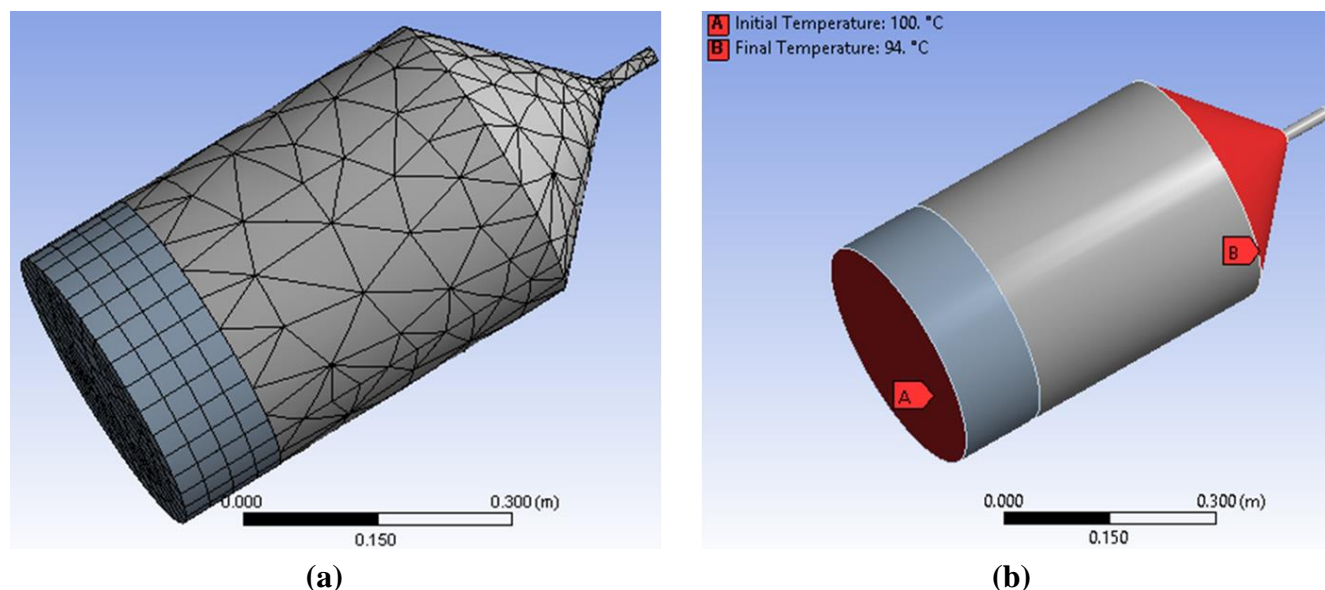 A Initial Temperature: 100. °C
B Final Temperature: 94. °C
B
A
0.000 0.300 (m)
0.150
0.000 0.300 (m)
0.150
(a) (b)